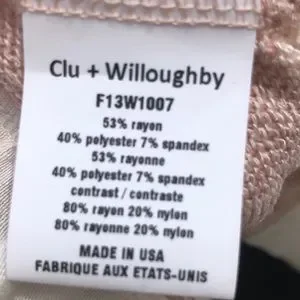 Clu + Willoughby
F13W1007
53% rayon
40% polyester 7% spandex
53% rayonne
40% polyester 7% spandex
contrast / contraste
80% rayon 20% nylon
80% rayonne 20% nylon
MADE IN USA
FABRIQUE AUX ETATS-UNIS